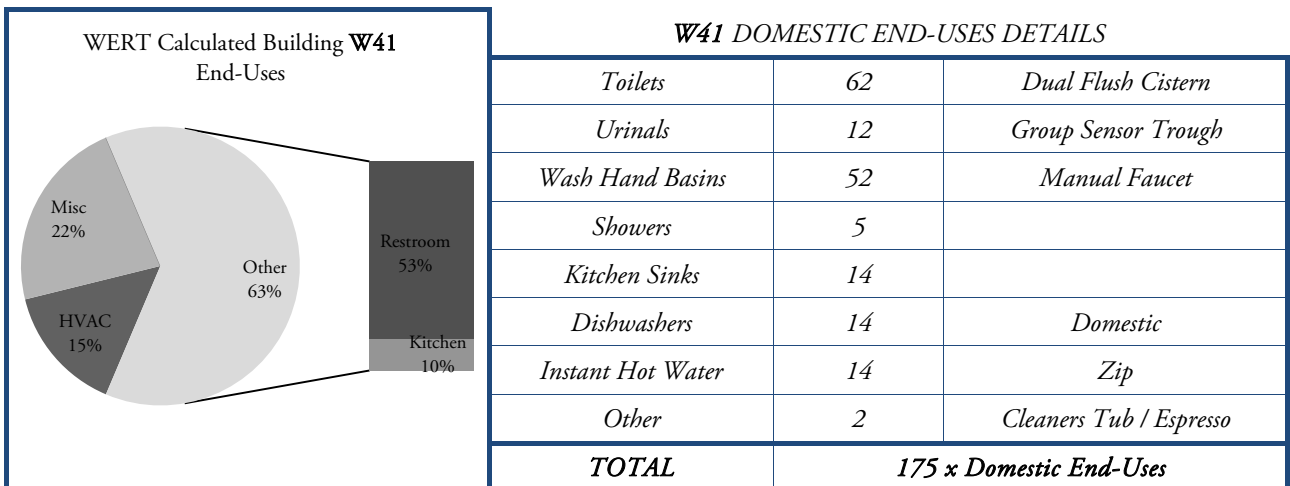 WERT Calculated Building W41
End-Uses
Misc
22%
Other
63%
HVAC
15%
Restroom
53%
Kitchen
10%
W41 DOMESTIC END-USES DETAILS
Toilets 62 Dual Flush Cistern
Urinals 12 Group Sensor Trough
Wash Hand Basins 52 Manual Faucet
Showers 5
Kitchen Sinks 14
Dishwashers 14 Domestic
Instant Hot Water 14 Zip
Other 2 Cleaners Tub / Espresso
TOTAL 175 x Domestic End-Uses